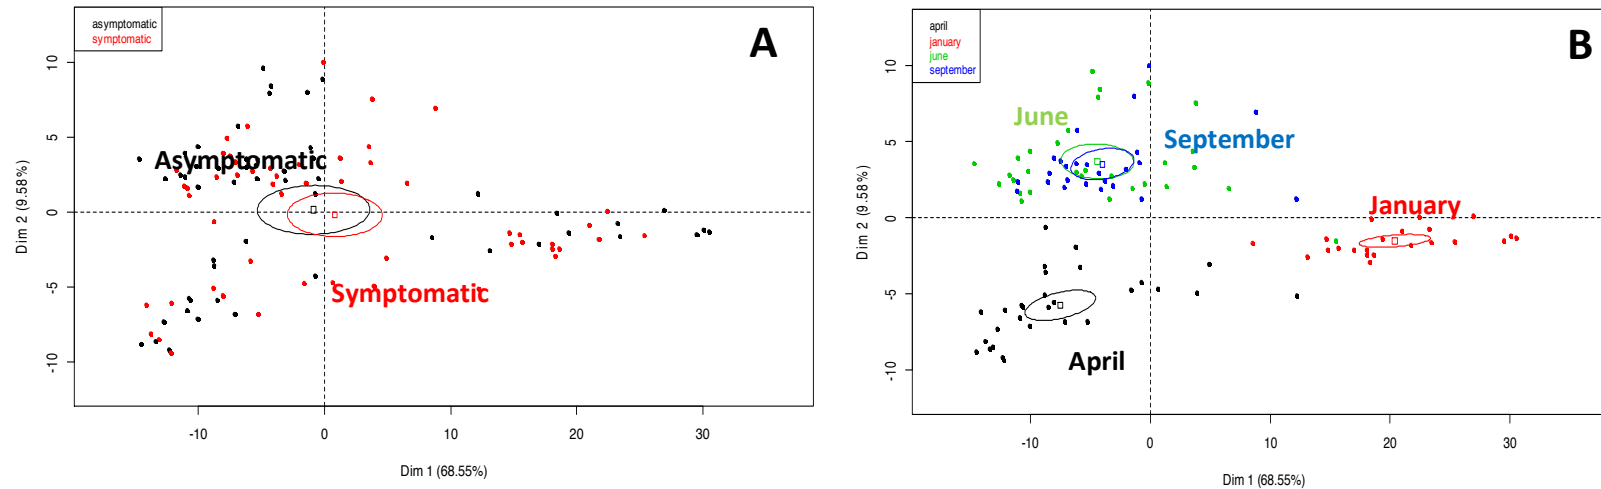 asymptomatic
symptomatic
A
Asymptomatic
Symptomatic
10
5
0
-5
-10
Dim 2 (9.58%)
-10
0
10
20
30
Dim 1 (68.55%)
april
january
june
september
B
June
September
January
April
10
5
0
-5
-10
Dim 2 (9.58%)
-10
0
10
20
30
Dim 1 (68.55%)